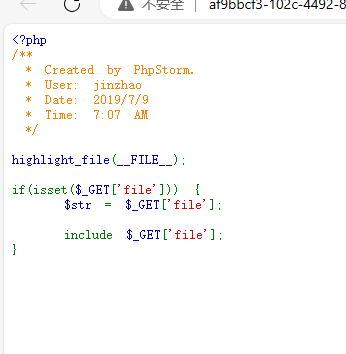 不安全 | af9bbcf3-102c-4492-8
<?php
/**
 * Created by PhpStorm.
 * User: jinzhao
 * Date: 2019/7/9
 * Time: 7:07 AM
 */
highlight_file(__FILE__);
if(isset($_GET['file'])) {
$str = $_GET['file'];
include $_GET['file'];
}